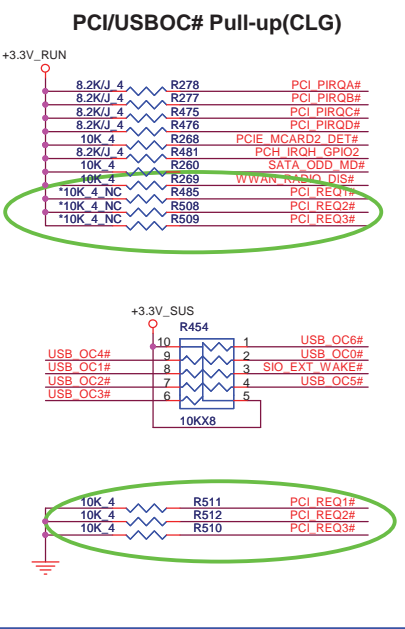 PCI/USBOC# Pull-up(CLG)
+3.3V_RUN
8.2K/J_4 R278 PCI_PIRQA#
8.2K/J_4 R277 PCI_PIRQB#
8.2K/J_4 R475 PCI_PIRQC#
8.2K/J_4 R476 PCI_PIRQD#
10K_4 R268 PCIE_MCARD2_DET#
8.2K/J_4 R481 PCH_IRQH_GPIO2
10K_4 R260 SATA_ODD_MD#
10K_4 R269 WWAN_RADIO_DIS#
*10K_4_NC R485 PCI_REQ1#
*10K_4_NC R508 PCI_REQ2#
*10K_4_NC R509 PCI_REQ3#
+3.3V_SUS
R454
10 1 USB_OC6#
USB_OC4# 9 2 USB_OC0#
USB_OC1# 8 3 SIO_EXT_WAKE#
USB_OC2# 7 4 USB_OC5#
USB_OC3# 6 5
10KX8
10K_4 R511 PCI_REQ1#
10K_4 R512 PCI_REQ2#
10K_4 R510 PCI_REQ3#